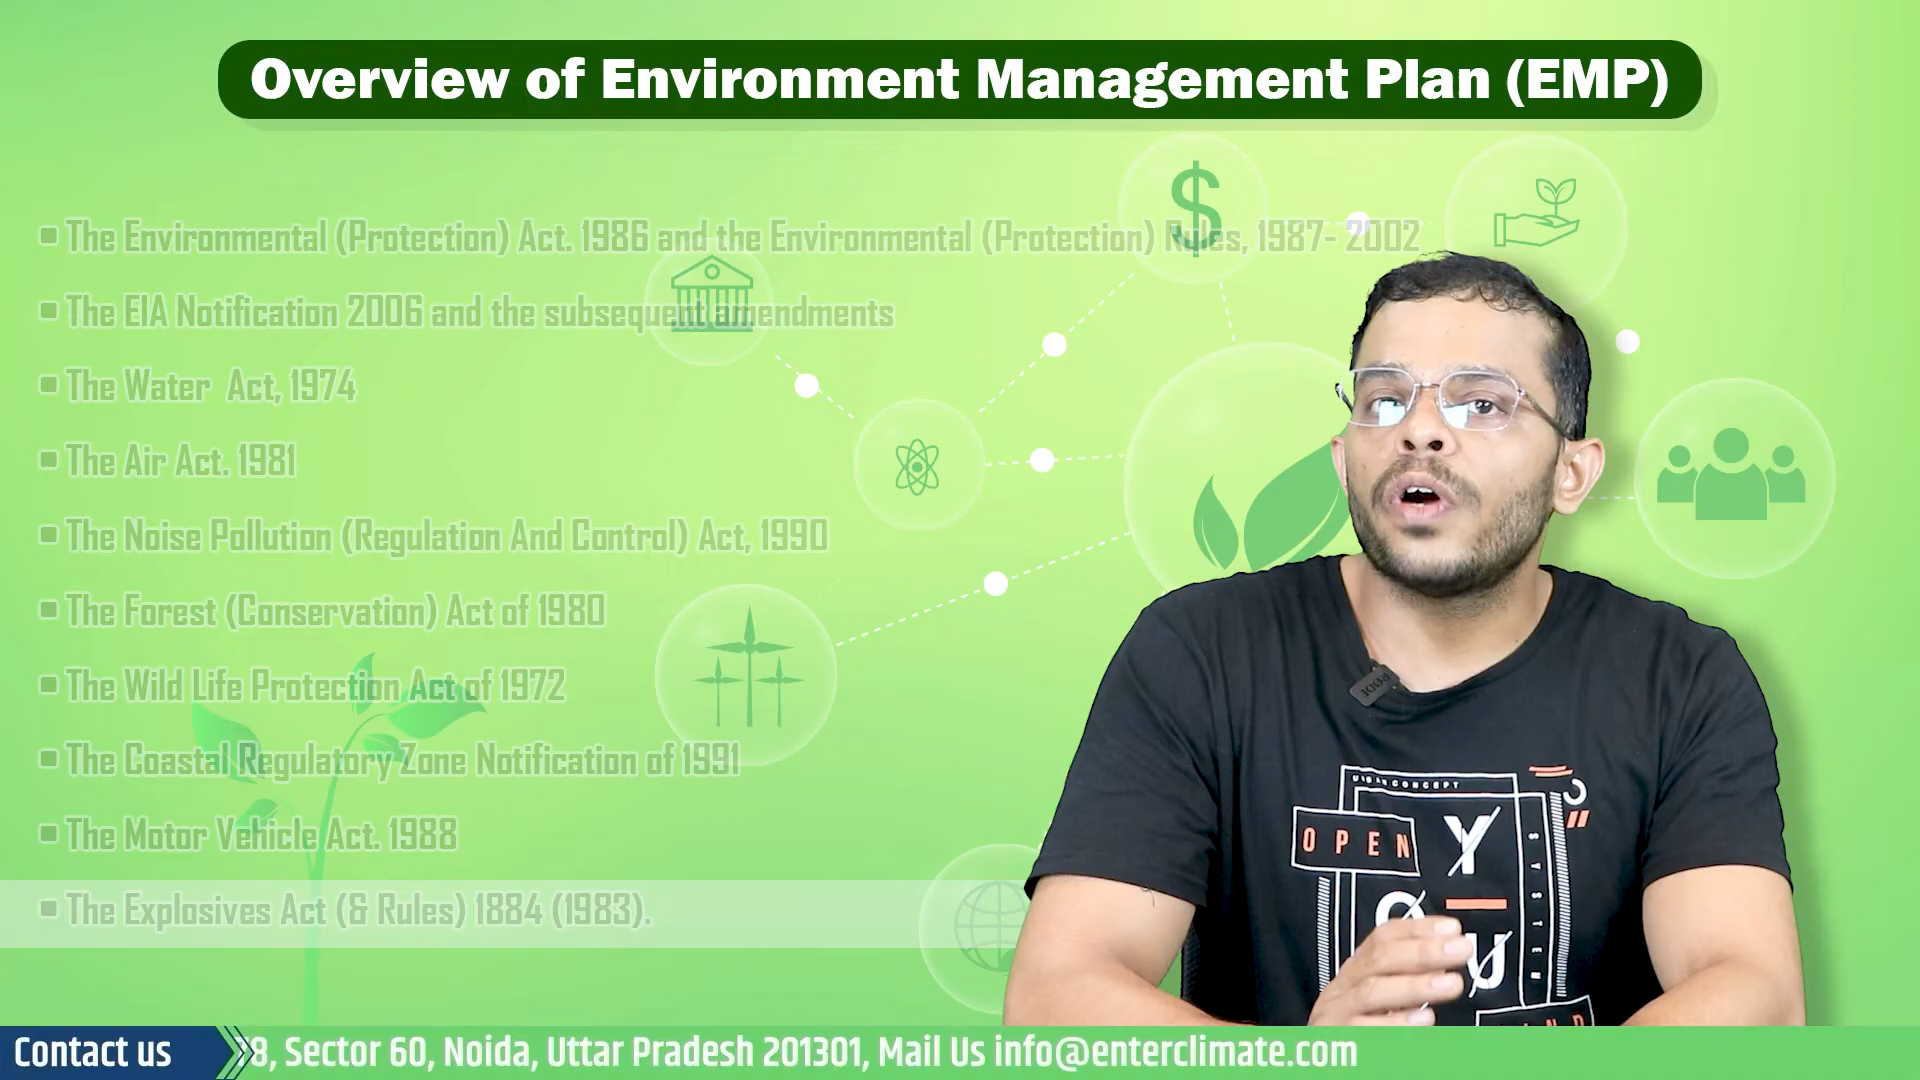 Overview of Environment Management Plan (EMP)
The Environmental (Protection) Act. 1986 and the Environmental (Protection) Rules, 1987- 2002
The EIA Notification 2006 and the subsequent amendments
The Water Act, 1974
The Air Act. 1981
The Noise Pollution (Regulation And Control) Act, 1990
The Forest (Conservation) Act of 1980
The Wild Life Protection Act of 1972
The Coastal Regulatory Zone Notification of 1991
The Motor Vehicle Act. 1988
The Explosives Act (& Rules) 1884 (1983).
CONCEPT
OPEN
Y
U
SYSTEM
Contact us
8, Sector 60, Noida, Uttar Pradesh 201301, Mail Us info@enterclimate.com